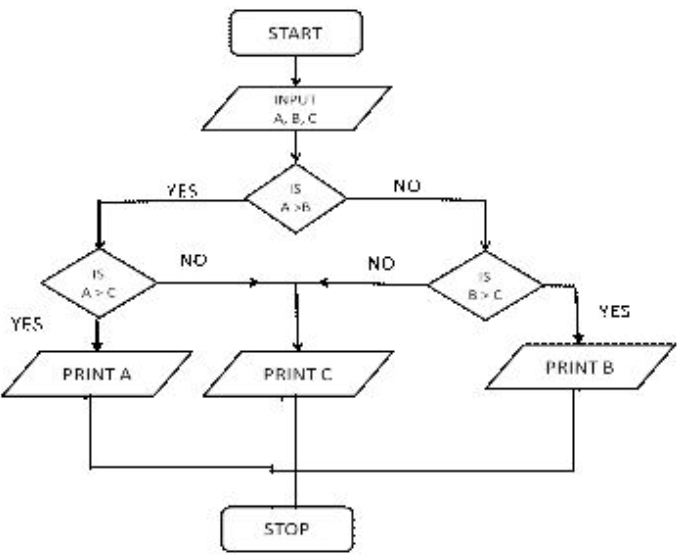 START
INPUT
A, B, C
IS
A >B
YES
NO
IS
A > C
NO
NO
IS
B > C
YES
YES
PRINT A
PRINT C
PRINT B
STOP